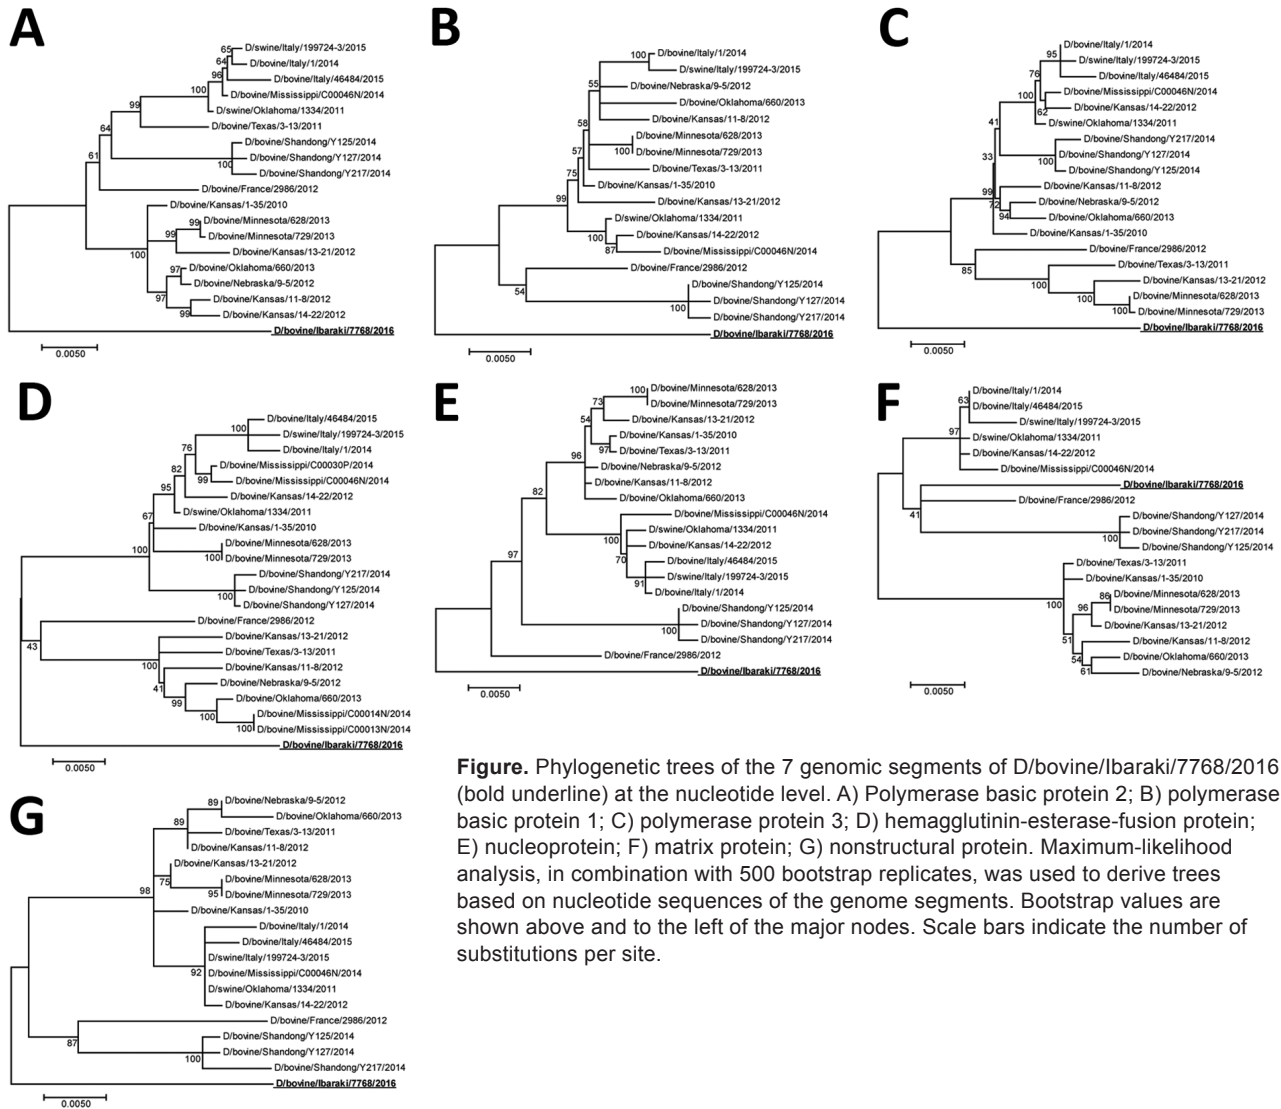 A
65
D/swine/Italy/199724-3/2015
64
D/bovine/Italy/1/2014
96
D/bovine/Italy/46484/2015
100
D/bovine/Mississippi/C00046N/2014
99
D/swine/Oklahoma/1334/2011
64
D/bovine/Texas/3-13/2011
D/bovine/Shandong/Y125/2014
61
D/bovine/Shandong/Y127/2014
100
D/bovine/Shandong/Y217/2014
D/bovine/France/2986/2012
D/bovine/Kansas/1-35/2010
99
D/bovine/Minnesota/628/2013
99
D/bovine/Minnesota/729/2013
100
D/bovine/Kansas/13-21/2012
97
D/bovine/Oklahoma/660/2013
D/bovine/Nebraska/9-5/2012
97
D/bovine/Kansas/11-8/2012
99
D/bovine/Kansas/14-22/2012
D/bovine/Ibaraki/7768/2016
0.0050
B
100
D/bovine/Italy/1/2014
D/swine/Italy/199724-3/2015
55
D/bovine/Nebraska/9-5/2012
D/bovine/Oklahoma/660/2013
58
D/bovine/Kansas/11-8/2012
D/bovine/Minnesota/628/2013
57
100
D/bovine/Minnesota/729/2013
75
D/bovine/Texas/3-13/2011
D/bovine/Kansas/1-35/2010
99
D/bovine/Kansas/13-21/2012
D/swine/Oklahoma/1334/2011
100
D/bovine/Kansas/14-22/2012
87
D/bovine/Mississippi/C00046N/2014
D/bovine/France/2986/2012
54
D/bovine/Shandong/Y125/2014
D/bovine/Shandong/Y127/2014
100
D/bovine/Shandong/Y217/2014
D/bovine/Ibaraki/7768/2016
0.0050
C
95
D/bovine/Italy/1/2014
D/swine/Italy/199724-3/2015
76
D/bovine/Italy/46484/2015
100
D/bovine/Mississippi/C00046N/2014
62
D/bovine/Kansas/14-22/2012
41
D/swine/Oklahoma/1334/2011
D/bovine/Shandong/Y217/2014
33
D/bovine/Shandong/Y127/2014
100
D/bovine/Shandong/Y125/2014
99
D/bovine/Kansas/11-8/2012
72
D/bovine/Nebraska/9-5/2012
94
D/bovine/Oklahoma/660/2013
D/bovine/Kansas/1-35/2010
D/bovine/France/2986/2012
85
D/bovine/Texas/3-13/2011
100
D/bovine/Kansas/13-21/2012
100
D/bovine/Minnesota/628/2013
100
D/bovine/Minnesota/729/2013
D/bovine/Ibaraki/7768/2016
0.0050
D
D/bovine/Italy/46484/2015
100
D/swine/Italy/199724-3/2015
76
D/bovine/Italy/1/2014
82
D/bovine/Mississippi/C00030P/2014
99
D/bovine/Mississippi/C00046N/2014
95
D/bovine/Kansas/14-22/2012
67
D/swine/Oklahoma/1334/2011
D/bovine/Kansas/1-35/2010
100
D/bovine/Minnesota/628/2013
100
D/bovine/Minnesota/729/2013
D/bovine/Shandong/Y217/2014
D/bovine/Shandong/Y125/2014
100
D/bovine/Shandong/Y127/2014
D/bovine/France/2986/2012
43
D/bovine/Kansas/13-21/2012
D/bovine/Texas/3-13/2011
100
D/bovine/Kansas/11-8/2012
41
D/bovine/Nebraska/9-5/2012
99
D/bovine/Oklahoma/660/2013
100
D/bovine/Mississippi/C00014N/2014
100
D/bovine/Mississippi/C00013N/2014
D/bovine/Ibaraki/7768/2016
0.0050
E
100
D/bovine/Minnesota/628/2013
73
D/bovine/Minnesota/729/2013
54
D/bovine/Kansas/13-21/2012
D/bovine/Kansas/1-35/2010
97
D/bovine/Texas/3-13/2011
96
D/bovine/Nebraska/9-5/2012
D/bovine/Kansas/11-8/2012
82
D/bovine/Oklahoma/660/2013
D/bovine/Mississippi/C00046N/2014
D/swine/Oklahoma/1334/2011
100
D/bovine/Kansas/14-22/2012
97
70
D/bovine/Italy/46484/2015
D/swine/Italy/199724-3/2015
91
D/bovine/Italy/1/2014
D/bovine/Shandong/Y125/2014
D/bovine/Shandong/Y127/2014
100
D/bovine/Shandong/Y217/2014
D/bovine/France/2986/2012
D/bovine/Ibaraki/7768/2016
0.0050
F
D/bovine/Italy/1/2014
63
D/bovine/Italy/46484/2015
D/swine/Italy/199724-3/2015
97
D/swine/Oklahoma/1334/2011
D/bovine/Kansas/14-22/2012
D/bovine/Mississippi/C00046N/2014
D/bovine/Ibaraki/7768/2016
D/bovine/France/2986/2012
41
D/bovine/Shandong/Y127/2014
D/bovine/Shandong/Y217/2014
100
D/bovine/Shandong/Y125/2014
D/bovine/Texas/3-13/2011
D/bovine/Kansas/1-35/2010
100
86
D/bovine/Minnesota/628/2013
96
D/bovine/Minnesota/729/2013
D/bovine/Kansas/13-21/2012
51
D/bovine/Kansas/11-8/2012
54
D/bovine/Oklahoma/660/2013
61
D/bovine/Nebraska/9-5/2012
0.0050
G
89
D/bovine/Nebraska/9-5/2012
D/bovine/Oklahoma/660/2013
89
D/bovine/Texas/3-13/2011
D/bovine/Kansas/11-8/2012
D/bovine/Kansas/13-21/2012
75
D/bovine/Minnesota/628/2013
98
95
D/bovine/Minnesota/729/2013
D/bovine/Kansas/1-35/2010
D/bovine/Italy/1/2014
D/bovine/Italy/46484/2015
D/swine/Italy/199724-3/2015
92
D/bovine/Mississippi/C00046N/2014
D/swine/Oklahoma/1334/2011
D/bovine/Kansas/14-22/2012
D/bovine/France/2986/2012
87
D/bovine/Shandong/Y125/2014
D/bovine/Shandong/Y127/2014
100
D/bovine/Shandong/Y217/2014
D/bovine/Ibaraki/7768/2016
0.0050
Figure. Phylogenetic trees of the 7 genomic segments of D/bovine/Ibaraki/7768/2016
(bold underline) at the nucleotide level. A) Polymerase basic protein 2; B) polymerase
basic protein 1; C) polymerase protein 3; D) hemagglutinin-esterase-fusion protein;
E) nucleoprotein; F) matrix protein; G) nonstructural protein. Maximum-likelihood
analysis, in combination with 500 bootstrap replicates, was used to derive trees
based on nucleotide sequences of the genome segments. Bootstrap values are
shown above and to the left of the major nodes. Scale bars indicate the number of
substitutions per site.